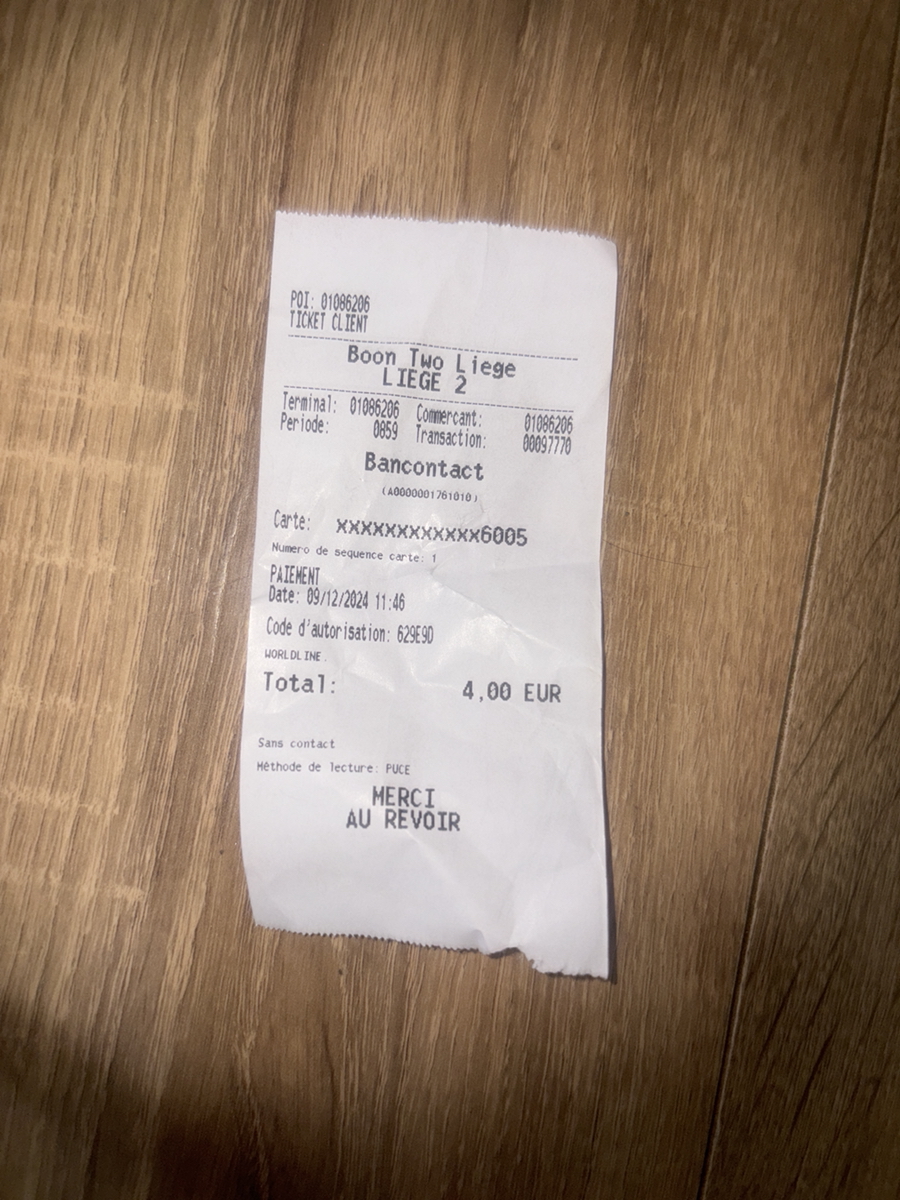 POI: 01086206
TICKET CLIENT
Boon Two Liege
LIEGE 2
Terminal: 01086206 Commercant: 01086206
Periode: 0859 Transaction: 00097770
Bancontact
(A0000001761010)
Carte: xxxxxxxxxxxx6005
Numero de sequence carte: 1
PAIEMENT
Date: 09/12/2024 11:46
Code d'autorisation: 629E9D
WORLDLINE.
Total: 4,00 EUR
Sans contact
Méthode de lecture: PUCE
MERCI
AU REVOIR